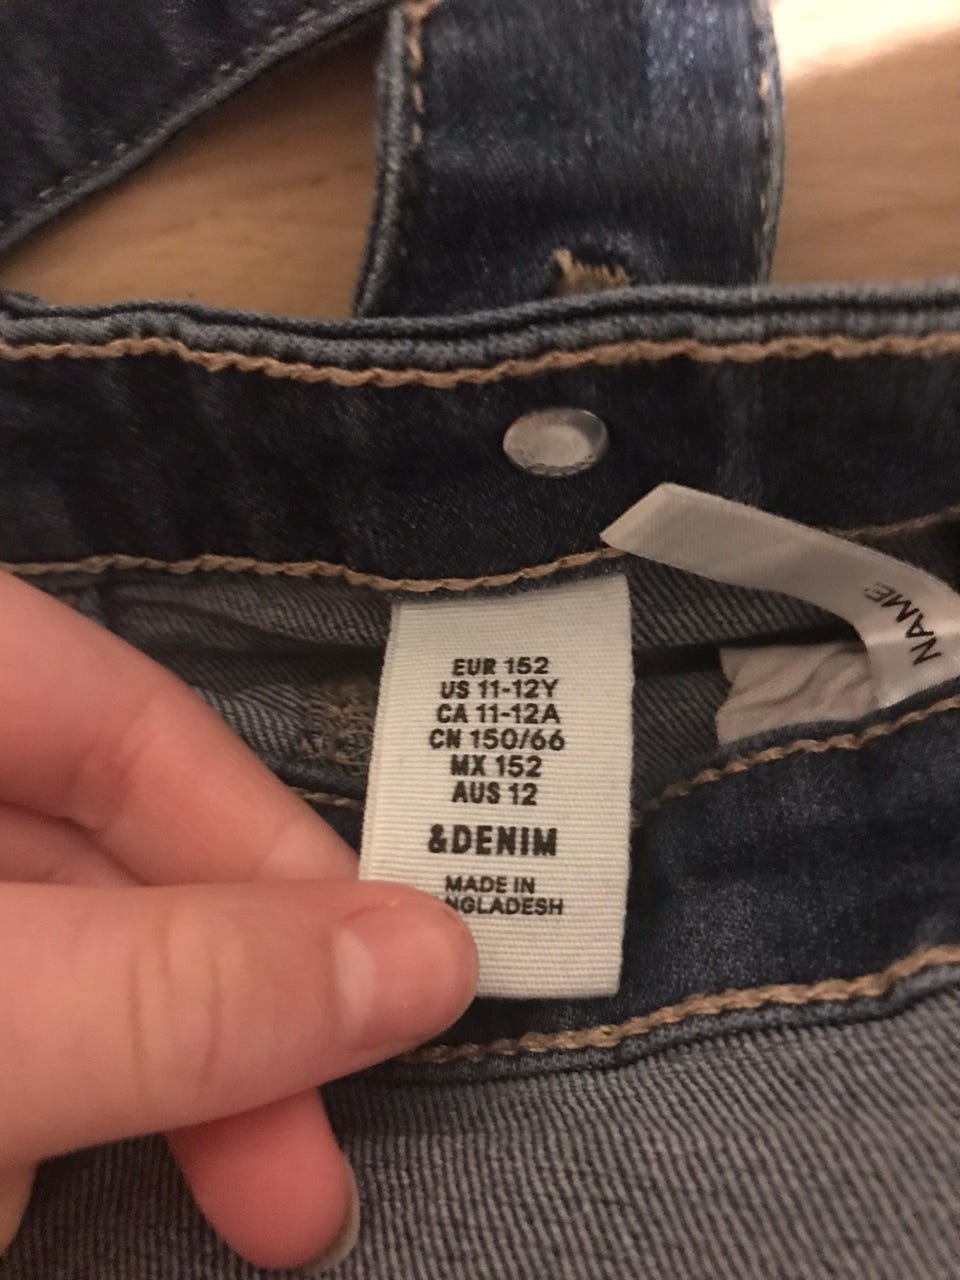 EUR 152
US 11-12Y
CA 11-12A
CN 150/66
MX 152
AUS 12
&DENIM
MADE IN
NGLADESH
NAME: